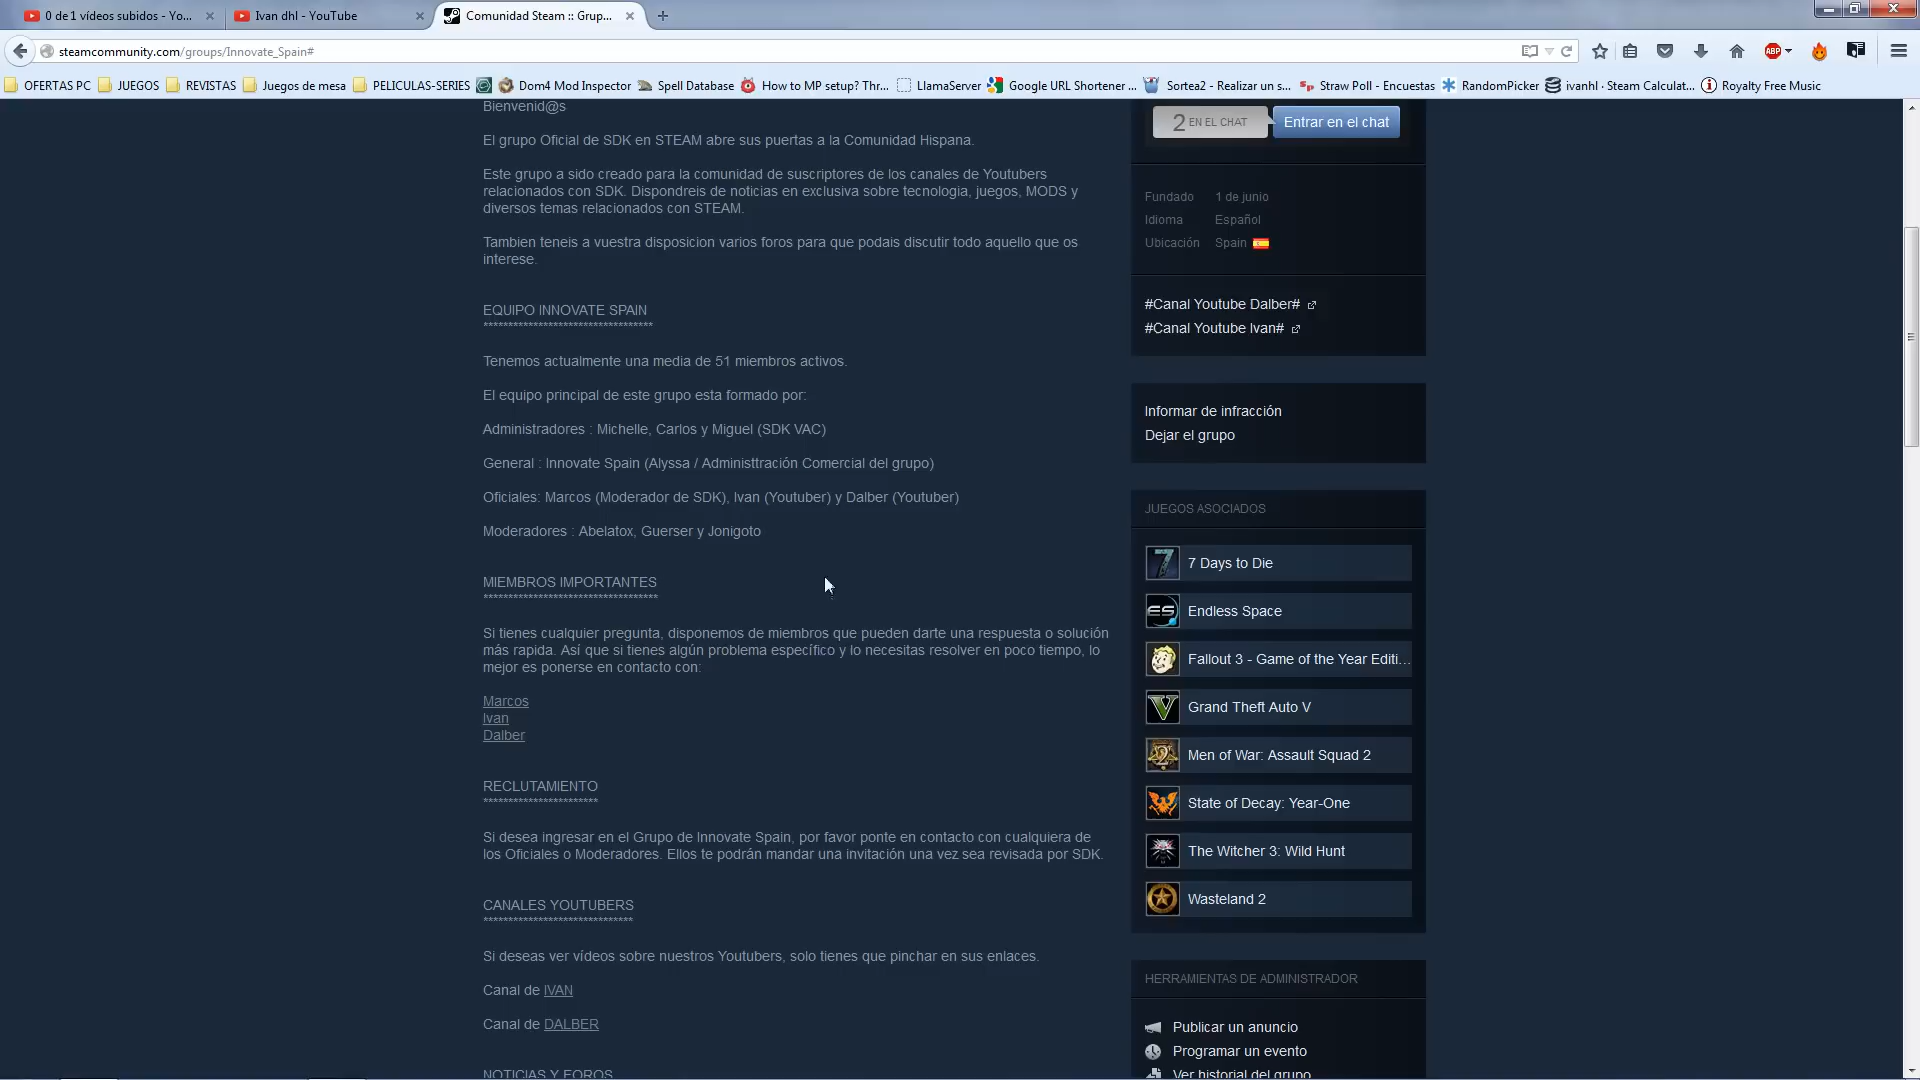 0 de 1 vídeos subidos - Yo...
Ivan dhl - YouTube
Comunidad Steam :: Grup...
steamcommunity.com/groups/Innovate_Spain#
ABP
OFERTAS PC
JUEGOS
REVISTAS
Juegos de mesa
PELICULAS-SERIES
Dom4 Mod Inspector
Spell Database
How to MP setup? Thr...
LlamaServer
Google URL Shortener ...
Sortea2 - Realizar un s...
Straw Poll - Encuestas
RandomPicker
ivanhl · Steam Calculat...
Royalty Free Music
Bienvenid@s
El grupo Oficial de SDK en STEAM abre sus puertas a la Comunidad Hispana.
Este grupo a sido creado para la comunidad de suscriptores de los canales de Youtubers
relacionados con SDK. Dispondreis de noticias en exclusiva sobre tecnologia, juegos, MODS y
diversos temas relacionados con STEAM.
Tambien teneis a vuestra disposicion varios foros para que podais discutir todo aquello que os
interese.
EQUIPO INNOVATE SPAIN
**********************************
Tenemos actualmente una media de 51 miembros activos.
El equipo principal de este grupo esta formado por:
Administradores : Michelle, Carlos y Miguel (SDK VAC)
General : Innovate Spain (Alyssa / Administtración Comercial del grupo)
Oficiales: Marcos (Moderador de SDK), Ivan (Youtuber) y Dalber (Youtuber)
Moderadores : Abelatox, Guerser y Jonigoto
MIEMBROS IMPORTANTES
***********************************
Si tienes cualquier pregunta, disponemos de miembros que pueden darte una respuesta o solución
más rapida. Así que si tienes algún problema específico y lo necesitas resolver en poco tiempo, lo
mejor es ponerse en contacto con:
Marcos
Ivan
Dalber
RECLUTAMIENTO
***********************
Si desea ingresar en el Grupo de Innovate Spain, por favor ponte en contacto con cualquiera de
los Oficiales o Moderadores. Ellos te podrán mandar una invitación una vez sea revisada por SDK.
CANALES YOUTUBERS
******************************
Si deseas ver vídeos sobre nuestros Youtubers, solo tienes que pinchar en sus enlaces.
Canal de IVAN
Canal de DALBER
NOTICIAS Y FOROS
2 EN EL CHAT
Entrar en el chat
Fundado 1 de junio
Idioma Español
Ubicación Spain
#Canal Youtube Dalber#
#Canal Youtube Ivan#
Informar de infracción
Dejar el grupo
JUEGOS ASOCIADOS
7 Days to Die
Endless Space
Fallout 3 - Game of the Year Editi...
Grand Theft Auto V
Men of War: Assault Squad 2
State of Decay: Year-One
The Witcher 3: Wild Hunt
Wasteland 2
HERRAMIENTAS DE ADMINISTRADOR
Publicar un anuncio
Programar un evento
Ver historial del grupo